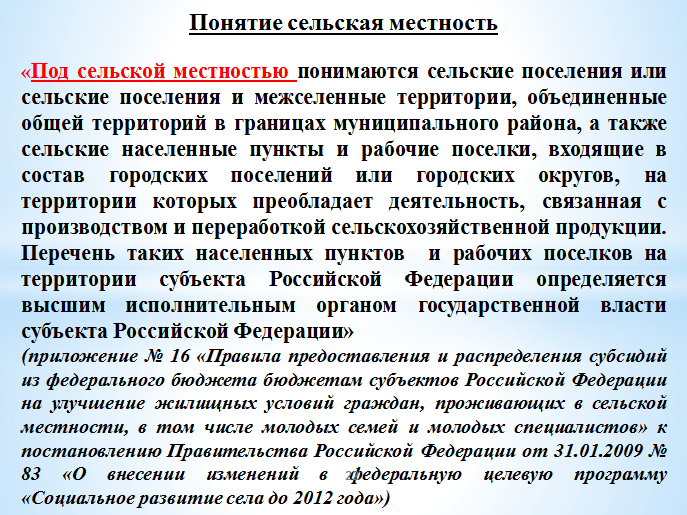 Понятие сельская местность
«Под сельской местностью понимаются сельские поселения или
сельские поселения и межселенные территории, объединенные
общей территорий в границах муниципального района, а также
сельские населенные пункты и рабочие поселки, входящие в
состав городских поселений или городских округов, на
территории которых преобладает деятельность, связанная с
производством и переработкой сельскохозяйственной продукции.
Перечень таких населенных пунктов и рабочих поселков на
территории субъекта Российской Федерации определяется
высшим исполнительным органом государственной власти
субъекта Российской Федерации»
(приложение № 16 «Правила предоставления и распределения субсидий
из федерального бюджета бюджетам субъектов Российской Федерации
на улучшение жилищных условий граждан, проживающих в сельской
местности, в том числе молодых семей и молодых специалистов» к
постановлению Правительства Российской Федерации от 31.01.2009 №
83 «О внесении изменений в федеральную целевую программу
«Социальное развитие села до 2012 года»)